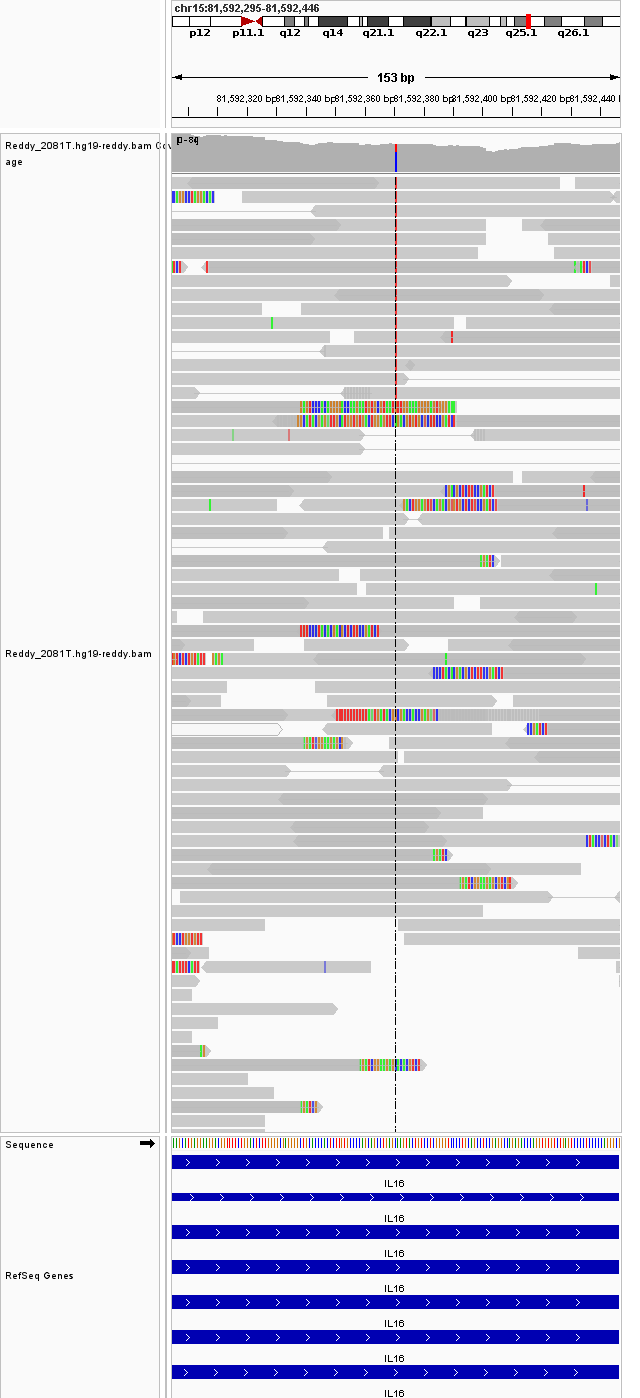 chr15:81,592,295-81,592,446
p12 p11.1 q12 q14 q21.1 q22.1 q23 q25.1 q26.1
153 bp
81,592,320 bp 81,592,340 bp 81,592,360 bp 81,592,380 bp 81,592,400 bp 81,592,420 bp 81,592,440
Reddy_2081T.hg19-reddy.bam
age
Reddy_2081T.hg19-reddy.bam
Sequence
IL16
IL16
IL16
RefSeq Genes
IL16
IL16
IL16
IL16